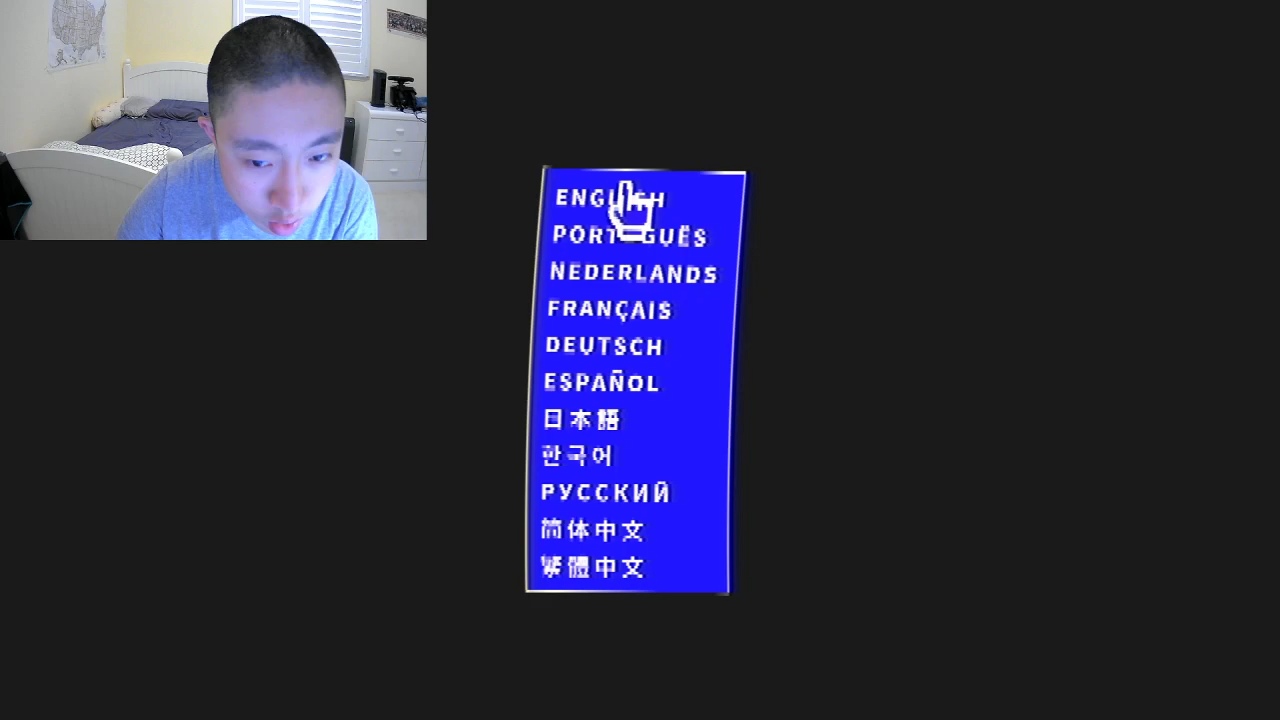 ENGLISH
PORTUGUÊS
NEDERLANDS
FRANÇAIS
DEUTSCH
ESPAÑOL
日本語
한국어
РУССКИЙ
简体中文
繁體中文